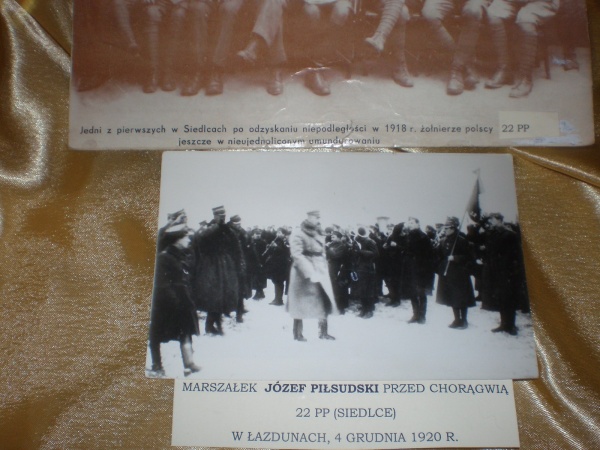 Jedni z pierwszych w Siedlcach po odzyskaniu niepodległości w 1918 r. żołnierze polscy 22 PP
jeszcze w niejednoliconym umundurowaniu
MARSZAŁEK JÓZEF PIŁSUDSKI PRZED CHORĄGWIĄ
22 PP (SIEDLCE)
W ŁAZDUNACH, 4 GRUDNIA 1920 R.